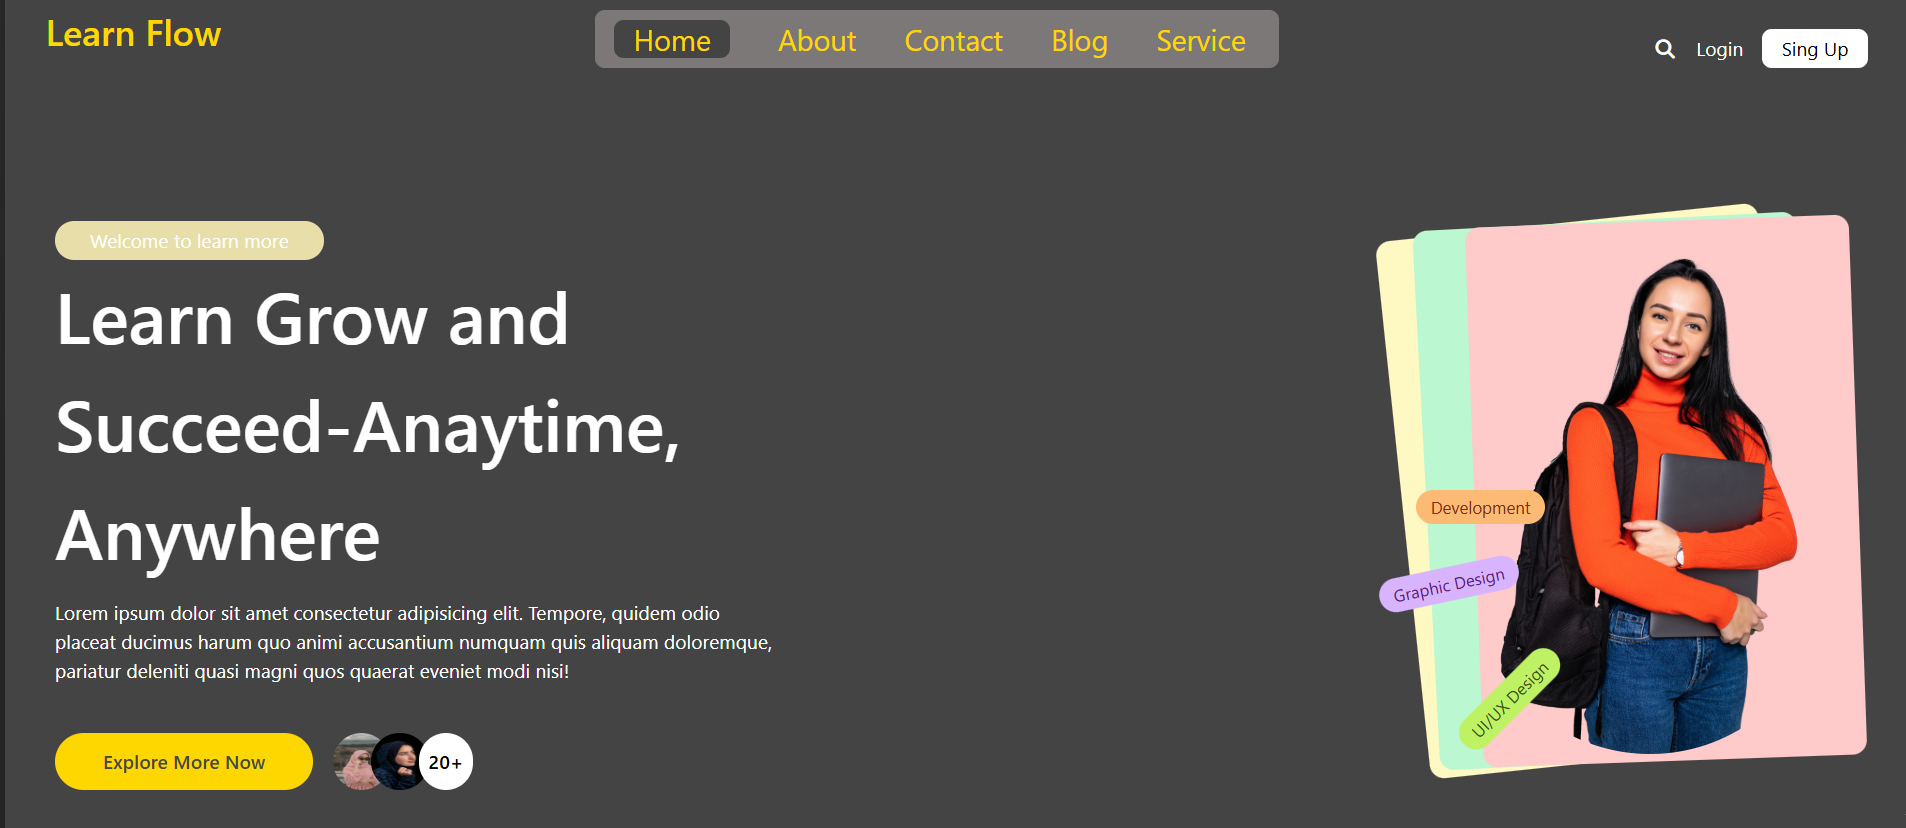 Learn Flow
Home
About
Contact
Blog
Service
Login
Sing Up
Welcome to learn more
Learn Grow and
Succeed-Anaytime,
Anywhere
Lorem ipsum dolor sit amet consectetur adipisicing elit. Tempore, quidem odio
placeat ducimus harum quo animi accusantium numquam quis aliquam doloremque,
pariatur deleniti quasi magni quos quaerat eveniet modi nisi!
Explore More Now
20+
Development
Graphic Design
UI/UX Design